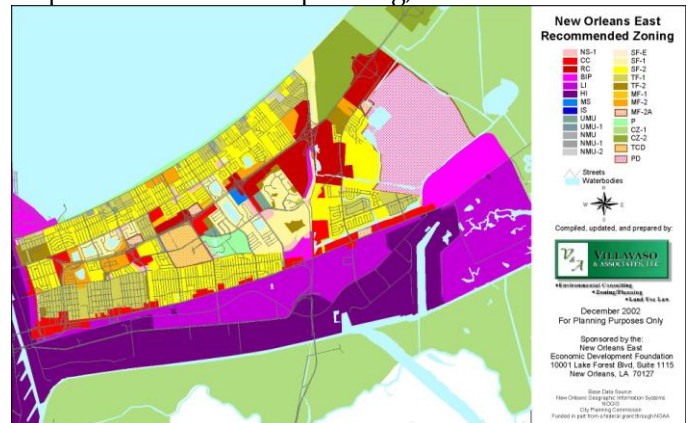 New Orleans East
Recommended Zoning
NS-1
CC
RC
BIP
LI
HI
MS
IS
UMU
UMU-1
NMU
NMU-1
NMU-2
SF-E
SF-1
SF-2
TF-1
TF-2
MF-1
MF-2
MF-2A
P
CZ-1
CZ-2
TCD
PD
Streets
Waterbodies
N
W E
S
Compiled, updated, and prepared by:
V&A VILLAVASO
& ASSOCIATES, LLC
•Environmental Consulting
•Zoning/Planning
•Land Use Law
December 2002
For Planning Purposes Only
Sponsored by the:
New Orleans East
Economic Development Foundation
10001 Lake Forest Blvd, Suite 1115
New Orleans, LA 70127
Base Data Source:
New Orleans Geographic Information Systems
NOGIS
City Planning Commission
Funded in part from a federal grant through NOAA